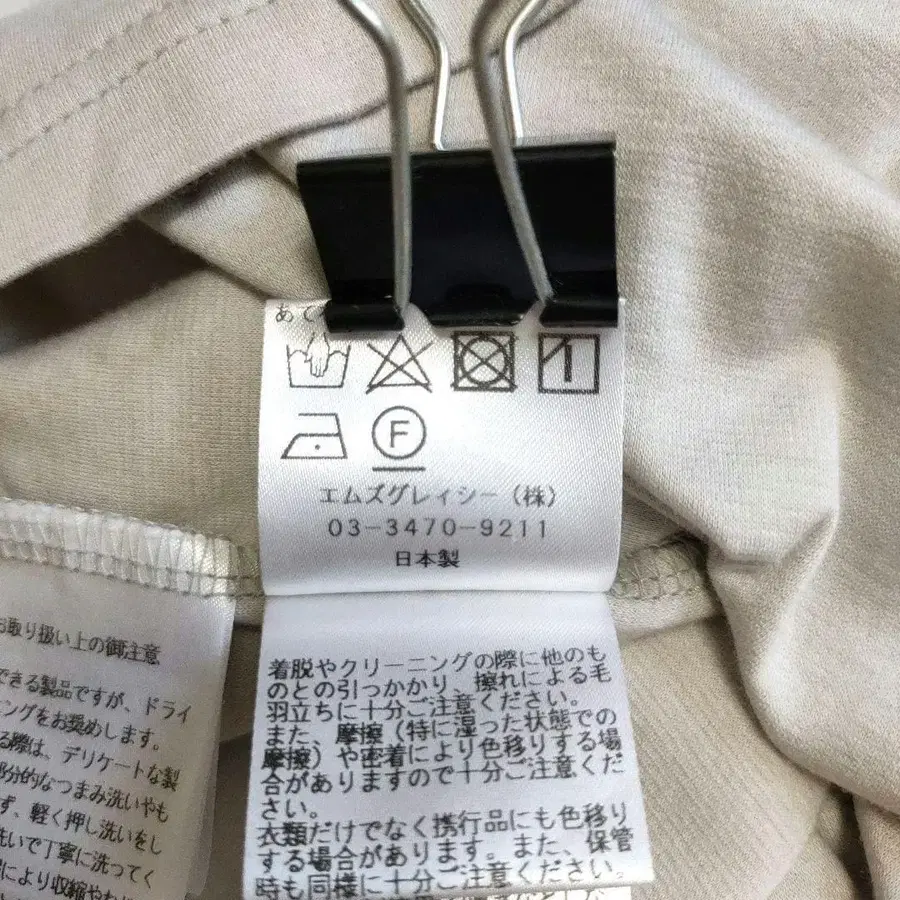 あて
F
エムズグレイシー(株)
03-3470-9211
日本製
お取り扱い上の御注意
できる製品ですが、ドライ
ングをお奨めします。
る際は、デリケートな製
部分的なつまみ洗いやも
ず、軽く押し洗いをし
洗いで丁寧に洗ってく
により収縮や
着脱やクリーニングの際に他のも
のとの引っかかり、擦れによる毛
羽立ちに十分ご注意ください。
また、摩擦(特に湿った状態での
摩擦)や密着により色移りする場
合がありますので十分ご注意くだ
さい。
衣類だけでなく携行品にも色移り
する場合があります。また、保管
時も同様に十分ご注意ください。